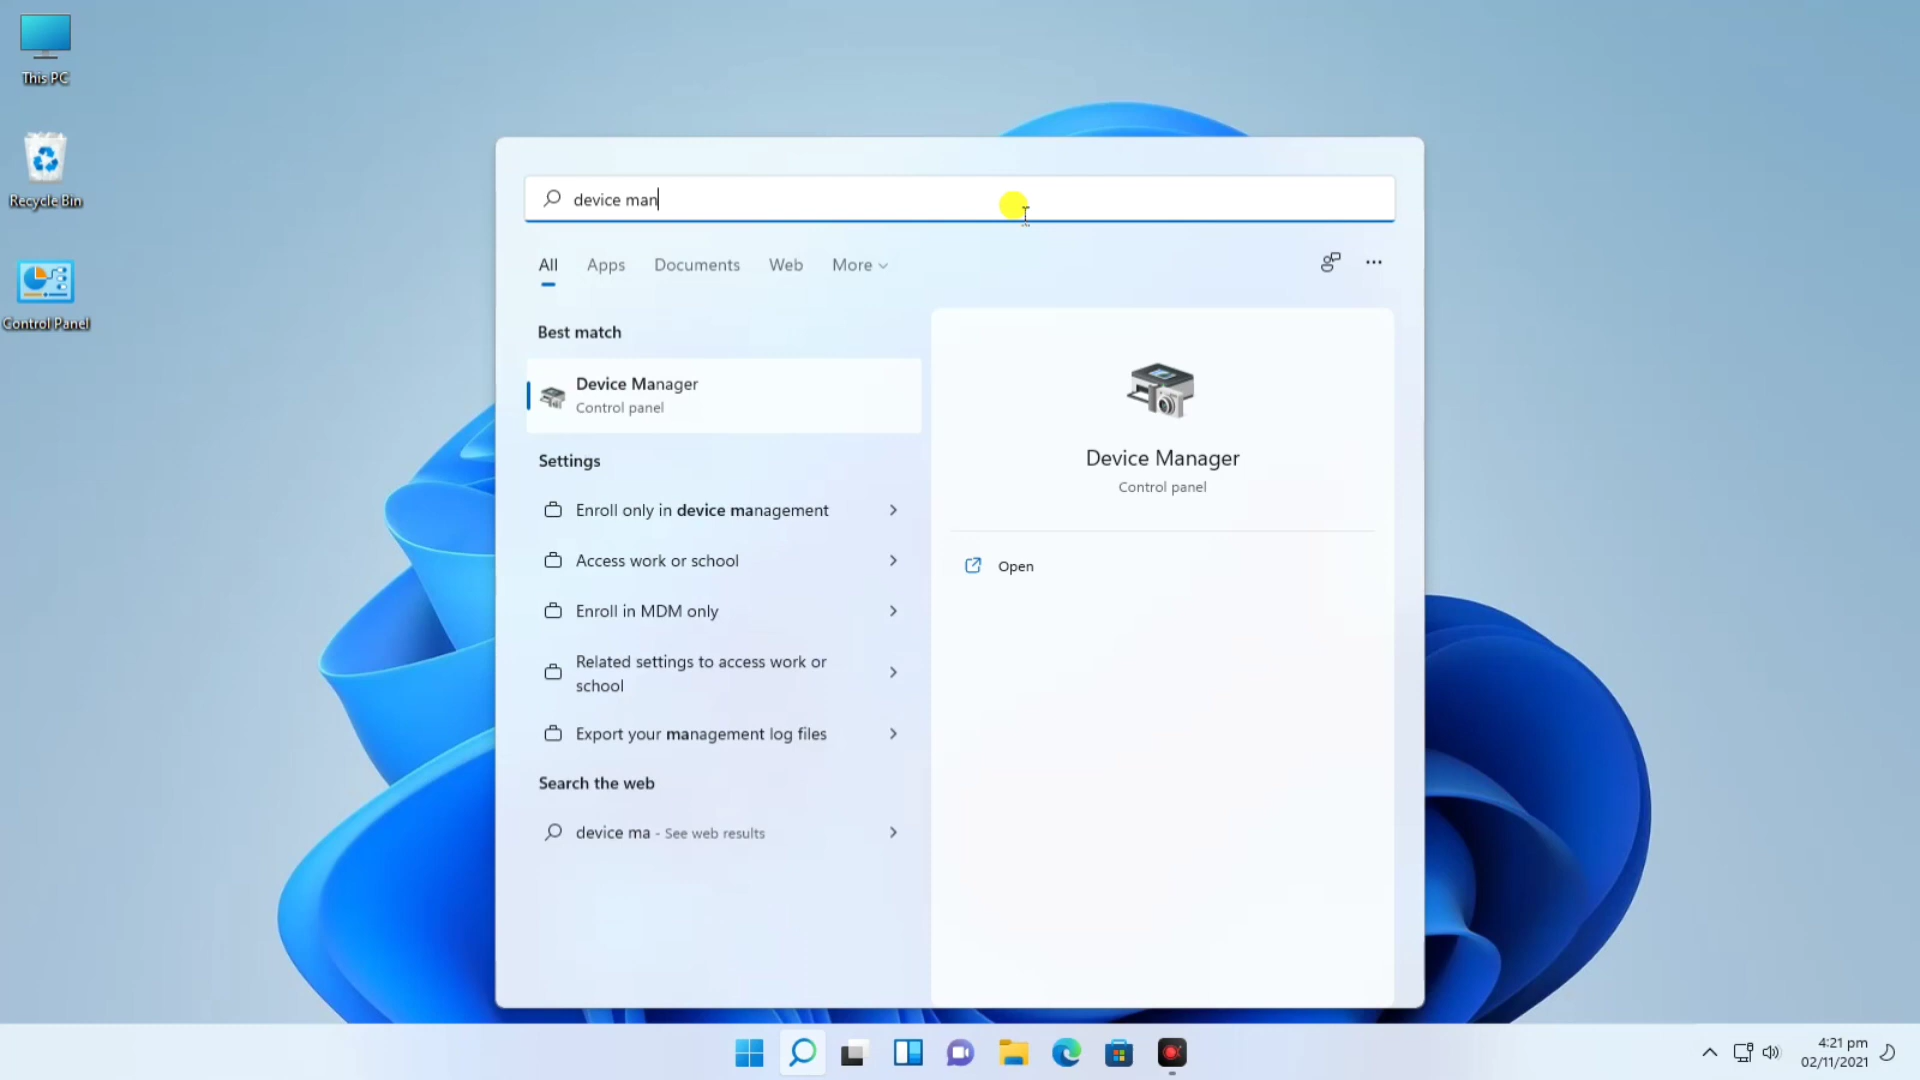 This PC
Recycle Bin
Control Panel
device man
All Apps Documents Web More
Best match
Device Manager
Control panel
Settings
Enroll only in device management
Access work or school
Enroll in MDM only
Related settings to access work or
school
Export your management log files
Search the web
device ma - See web results
Device Manager
Control panel
Open
4:21 pm
02/11/2021